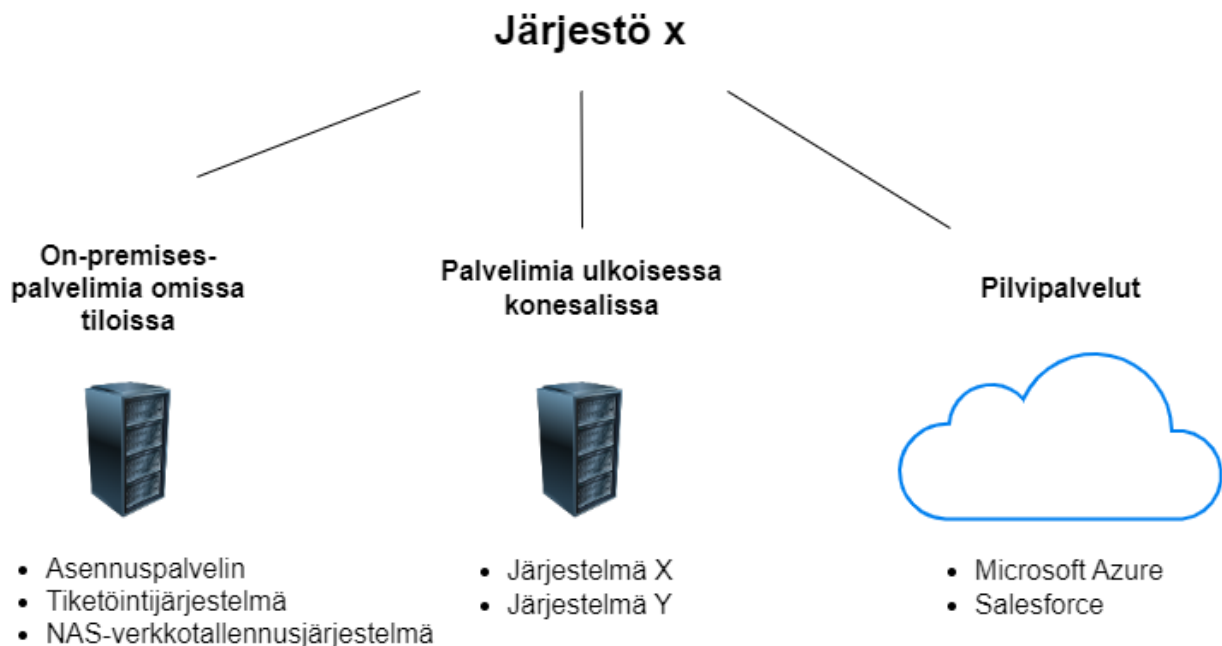 Järjestö x
On-premises-
palvelimia omissa
tiloissa
Palvelimia ulkoisessa
konesalissa
Pilvipalvelut
• Asennuspalvelin
• Tiketöintijärjestelmä
• NAS-verkkotallennusjärjestelmä
• Järjestelmä X
• Järjestelmä Y
• Microsoft Azure
• Salesforce